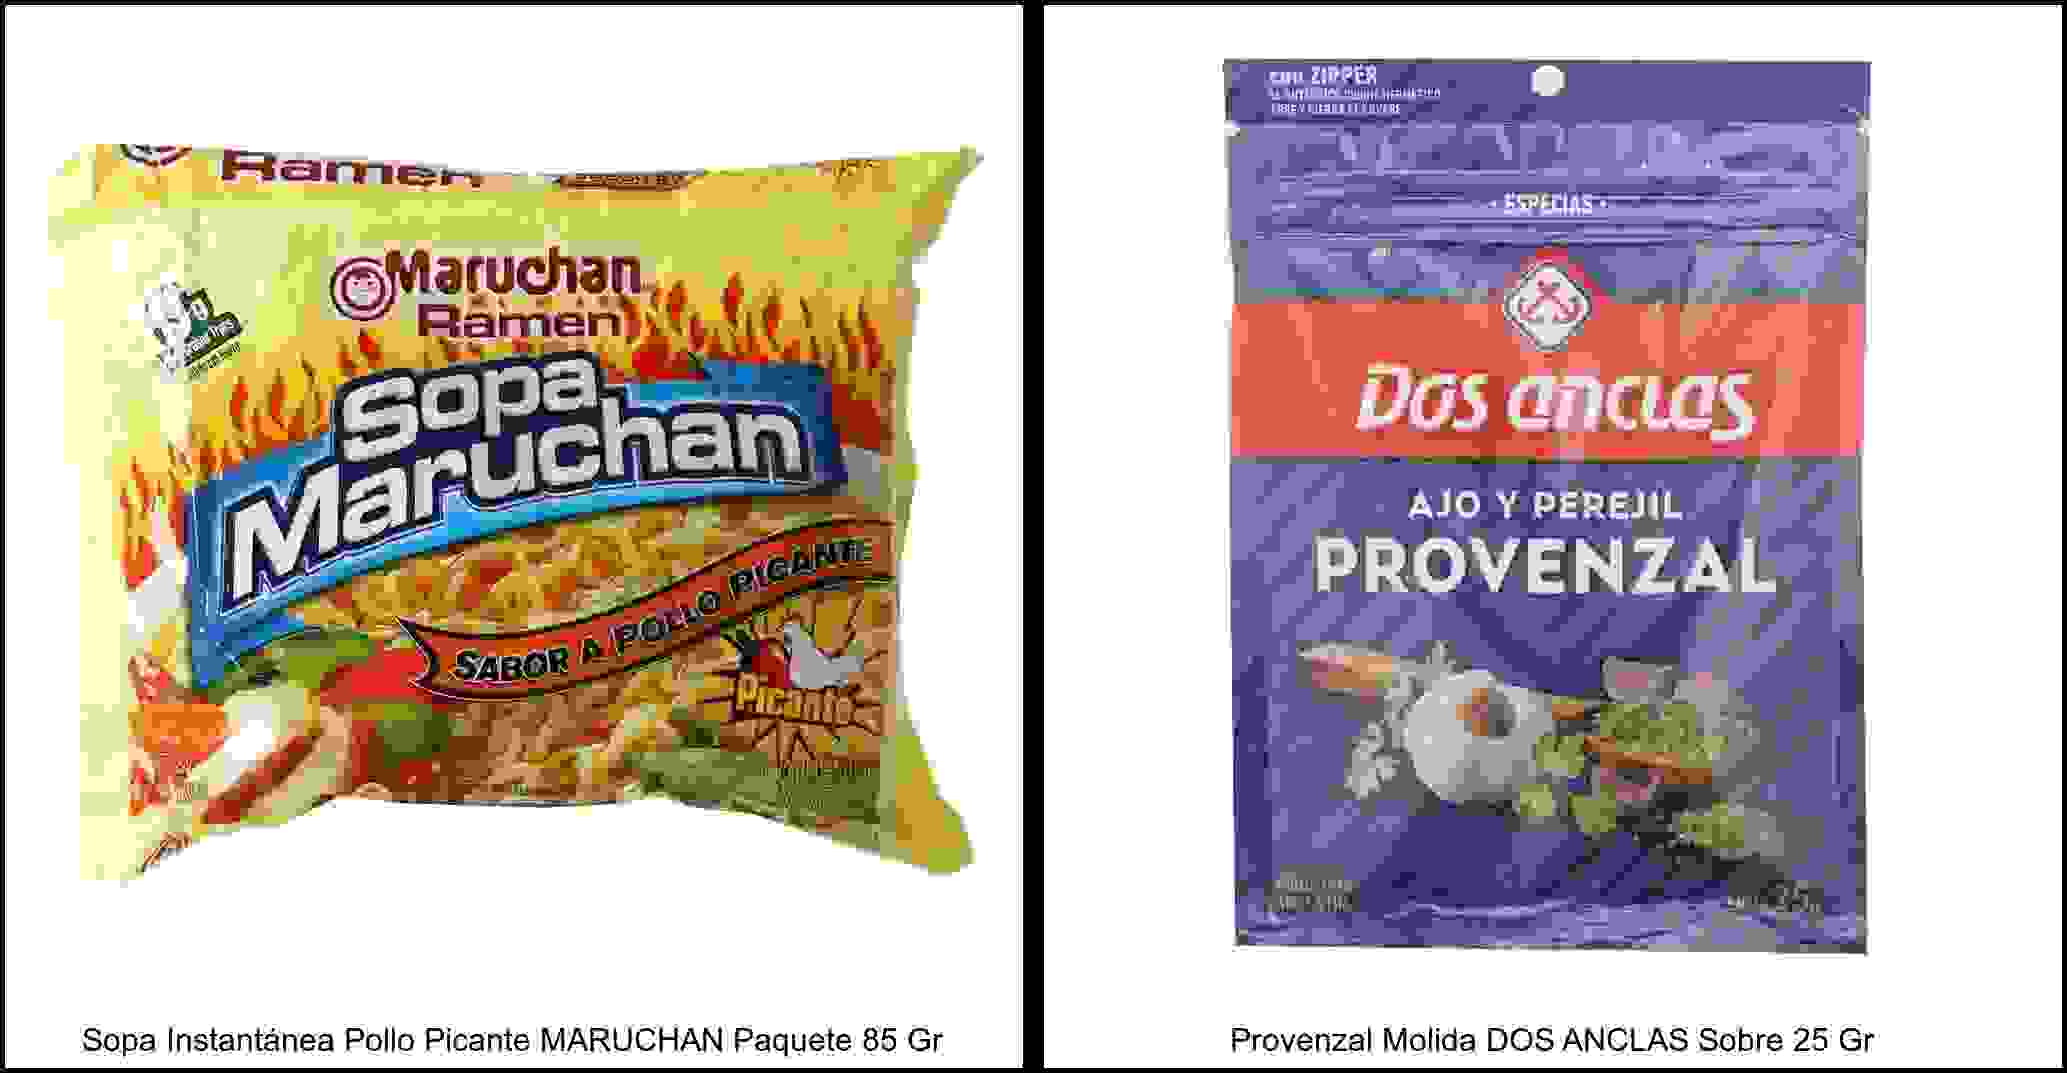 Ramen
Maruchan
Ramen
Sopa
Maruchan
SABOR A POLLO PICANTE
Picante
Sopa Instantánea Pollo Picante MARUCHAN Paquete 85 Gr
CON ZIPPER
• ESPECIAS •
DOS ANCLAS
AJO Y PEREJIL
PROVENZAL
Provenzal Molida DOS ANCLAS Sobre 25 Gr